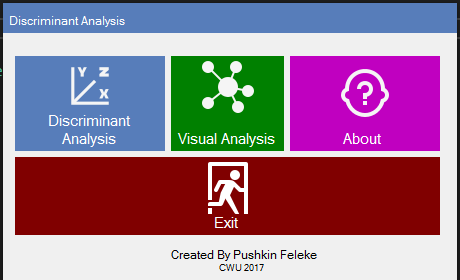 Discriminant Analysis
Y Z
X
Discriminant
Analysis
Visual Analysis
?
About
Exit
Created By Pushkin Feleke
CWU 2017